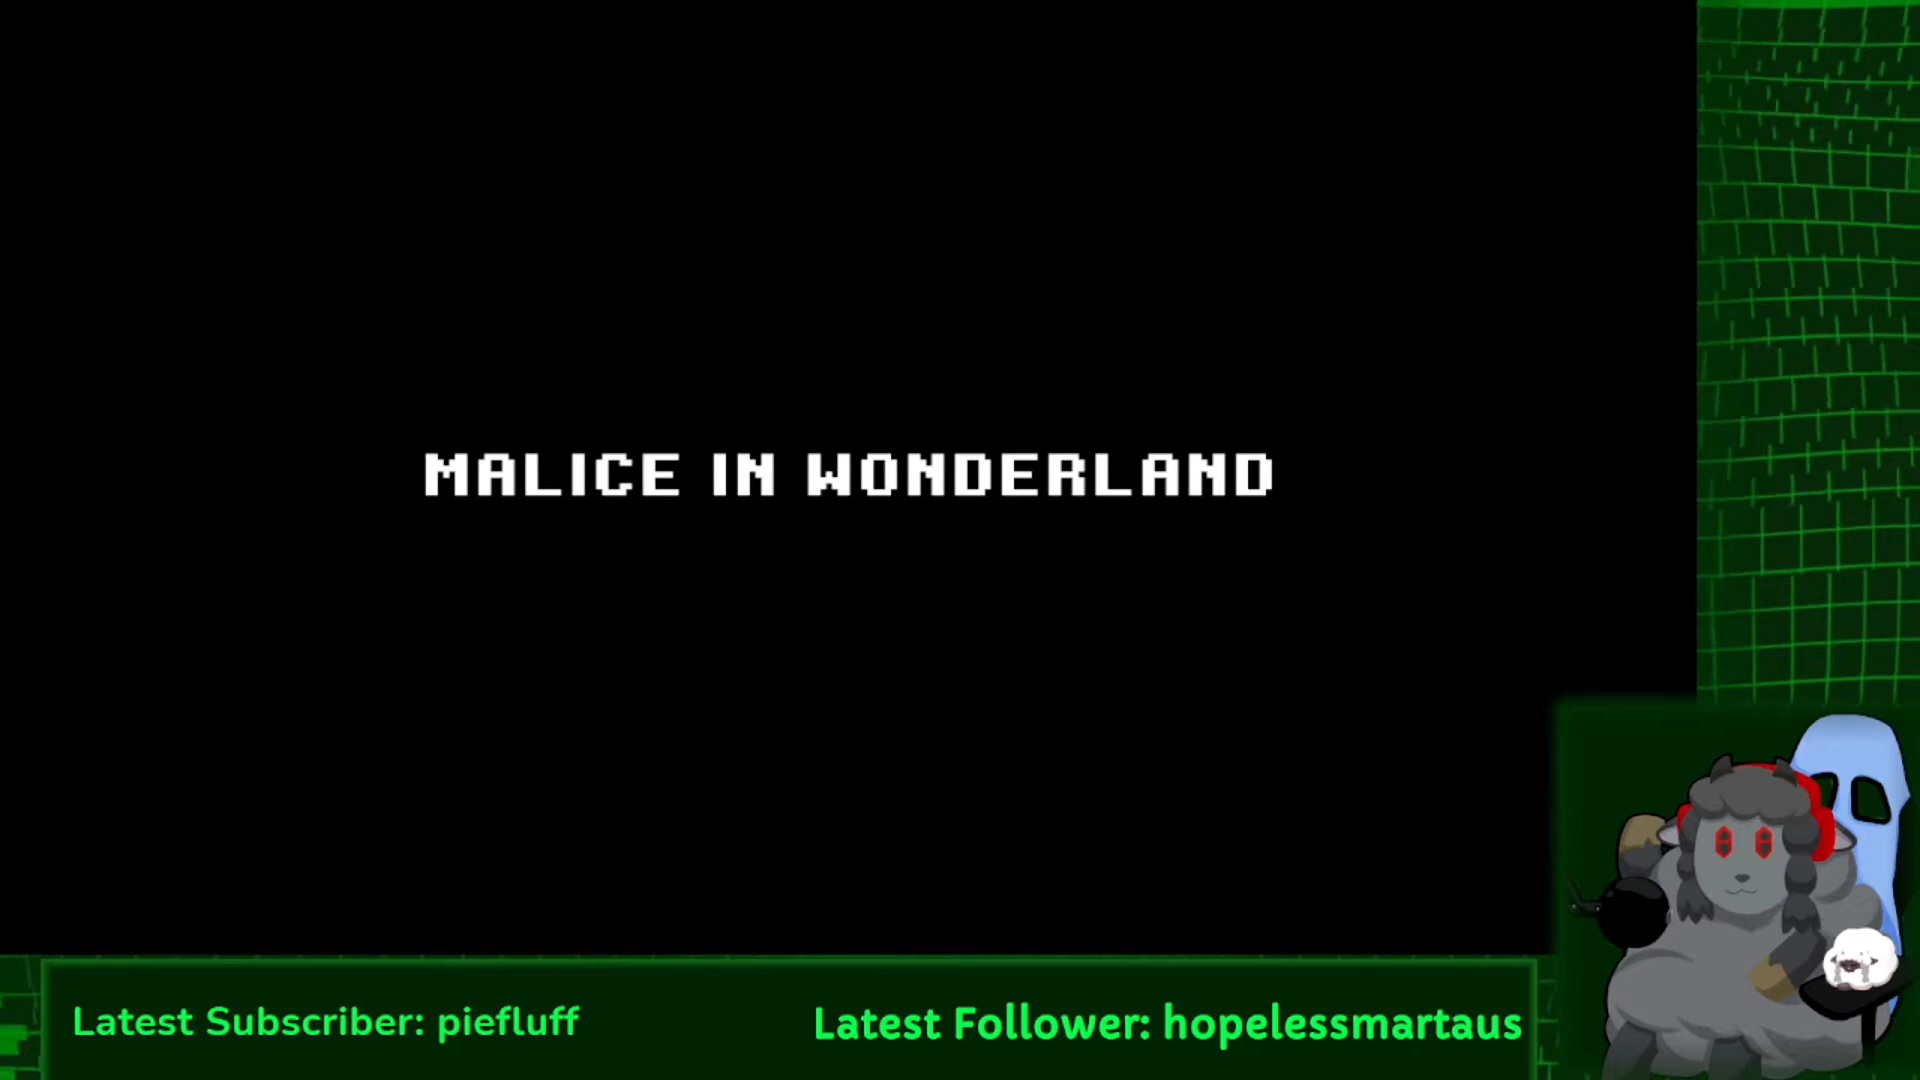 MALICE IN WONDERLAND
Latest Subscriber: piefluff
Latest Follower: hopelessmartaus